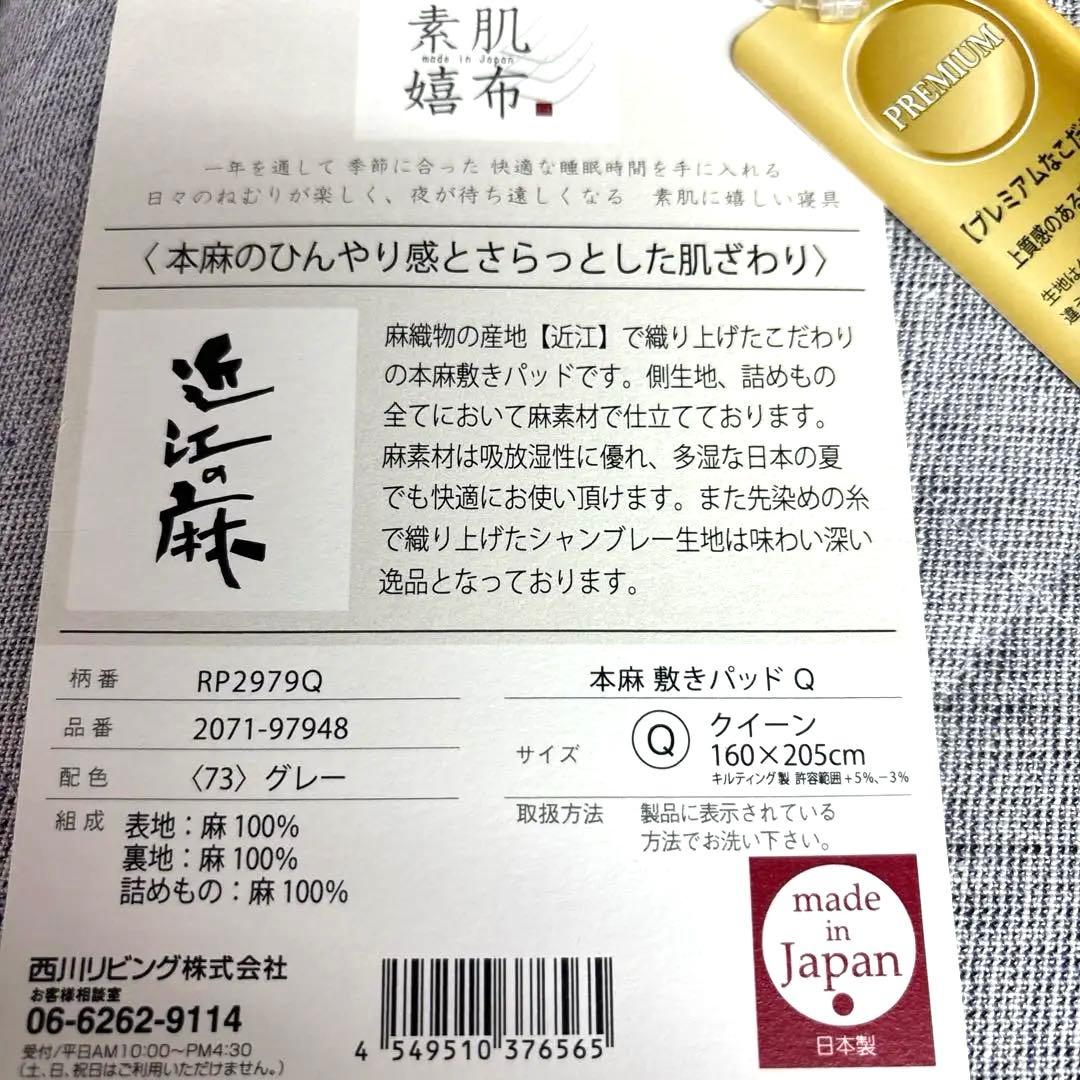 素肌
made in Japan
嬉布
一年を通して 季節に合った 快適な睡眠時間を手に入れる
日々のねむりが楽しく、夜が待ち遠しくなる 素肌に嬉しい寝具
〈本麻のひんやり感とさらっとした肌ざわり〉
近江の麻
麻織物の産地【近江】で織り上げたこだわり
の本麻敷きパッドです。側生地、詰めもの
全てにおいて麻素材で仕立てております。
麻素材は吸放湿性に優れ、多湿な日本の夏
でも快適にお使い頂けます。また先染めの糸
で織り上げたシャンブレー生地は味わい深い
逸品となっております。
柄番 RP2979Q
品番 2071-97948
配色 〈73〉グレー
組成 表地：麻100%
裏地：麻100%
詰めもの：麻100%
本麻 敷きパッド Q
サイズ Q クイーン
160×205cm
キルティング製 許容範囲+5%、-3%
取扱方法 製品に表示されている
方法でお洗い下さい。
西川リビング株式会社
お客様相談室
06-6262-9114
受付/平日AM10:00〜PM4:30
(土、日、祝日はご利用いただけません。)
4 549510 376565
made
in
Japan
日本製
PREMIUM
【プレミアムなこだ
上質感のある
生地は
違